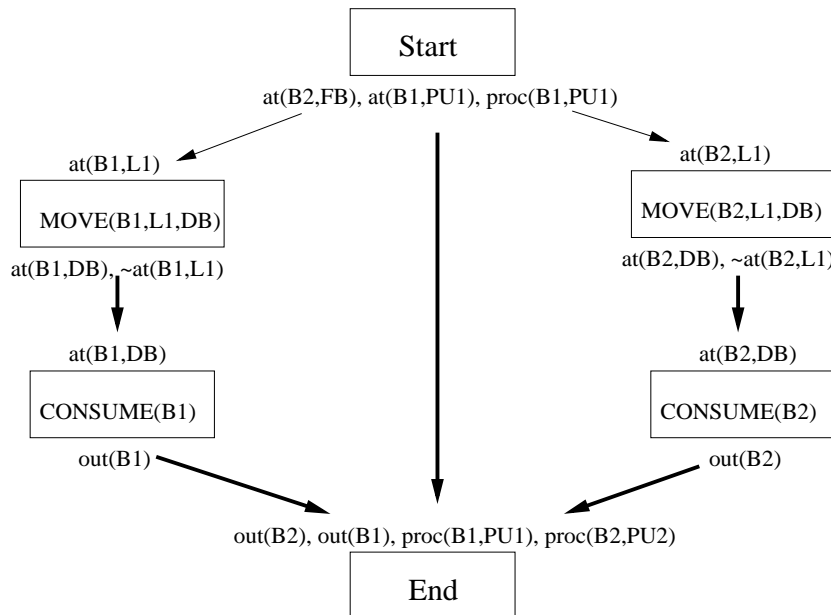 Start
at(B2,FB), at(B1,PU1), proc(B1,PU1)
at(B1,L1)
MOVE(B1,L1,DB)
at(B1,DB), ~at(B1,L1)
at(B1,DB)
CONSUME(B1)
out(B1)
at(B2,L1)
MOVE(B2,L1,DB)
at(B2,DB), ~at(B2,L1)
at(B2,DB)
CONSUME(B2)
out(B2)
out(B2), out(B1), proc(B1,PU1), proc(B2,PU2)
End